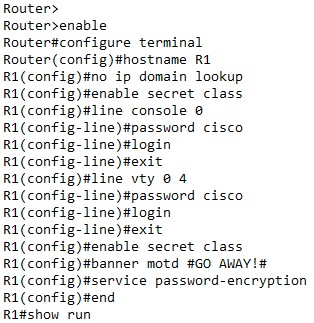 Router>
Router>enable
Router#configure terminal
Router(config)#hostname R1
R1(config)#no ip domain lookup
R1(config)#enable secret class
R1(config)#line console 0
R1(config-line)#password cisco
R1(config-line)#login
R1(config-line)#exit
R1(config)#line vty 0 4
R1(config-line)#password cisco
R1(config-line)#login
R1(config-line)#exit
R1(config)#enable secret class
R1(config)#banner motd #GO AWAY!#
R1(config)#service password-encryption
R1(config)#end
R1#show run